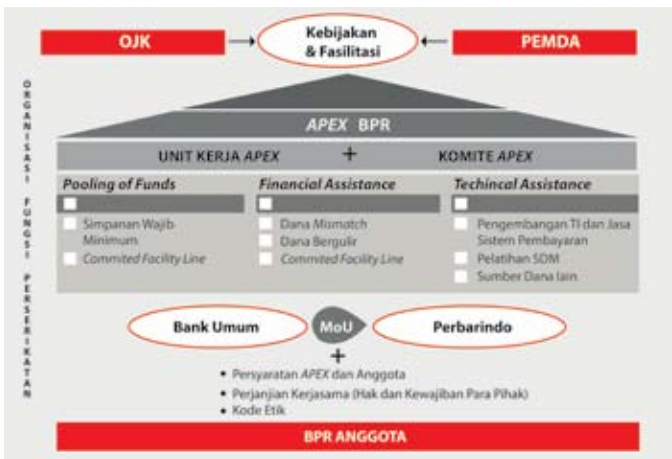 OJK
Kebijakan
& Fasilitasi
PEMDA
ORGANISASI FUNGSI PERSERIKATAN
APEX BPR
UNIT KERJA APEX + KOMITE APEX
Pooling of Funds
Simpanan Wajib
Minimum
Commited Facility Line
Financial Assistance
Dana Mismatch
Dana Bergulir
Commited Facility Line
Techincal Assistance
Pengembangan TI dan Jasa
Sistem Pembayaran
Pelatihan SDM
Sumber Dana lain
Bank Umum
MoU
Perbarindo
+
• Persyaratan APEX dan Anggota
• Perjanjian Kerjasama (Hak dan Kewajiban Para Pihak)
• Kode Etik
BPR ANGGOTA